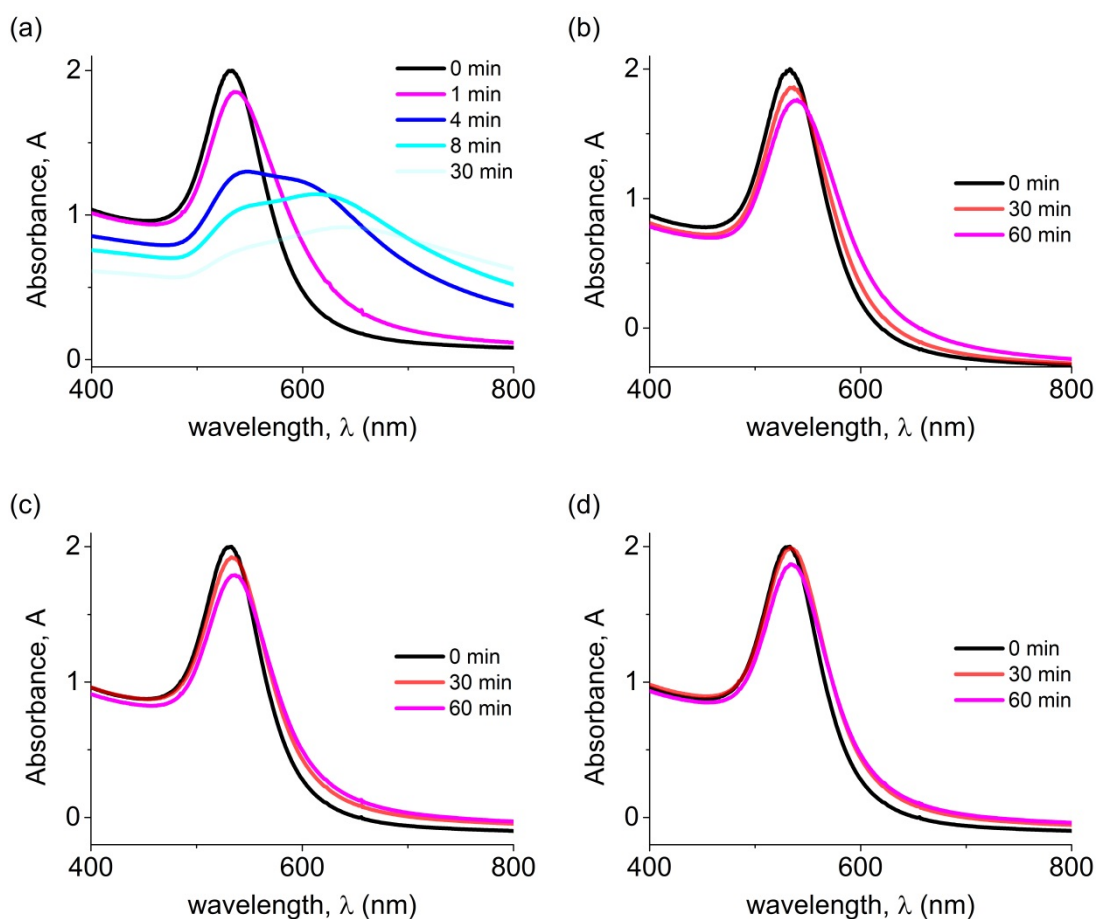 (a)
Absorbance, A
2
1
0
400
600
800
wavelength, λ (nm)
0 min
1 min
4 min
8 min
30 min
(b)
Absorbance, A
2
1
0
400
600
800
wavelength, λ (nm)
0 min
30 min
60 min
(c)
Absorbance, A
2
1
0
400
600
800
wavelength, λ (nm)
0 min
30 min
60 min
(d)
Absorbance, A
2
1
0
400
600
800
wavelength, λ (nm)
0 min
30 min
60 min